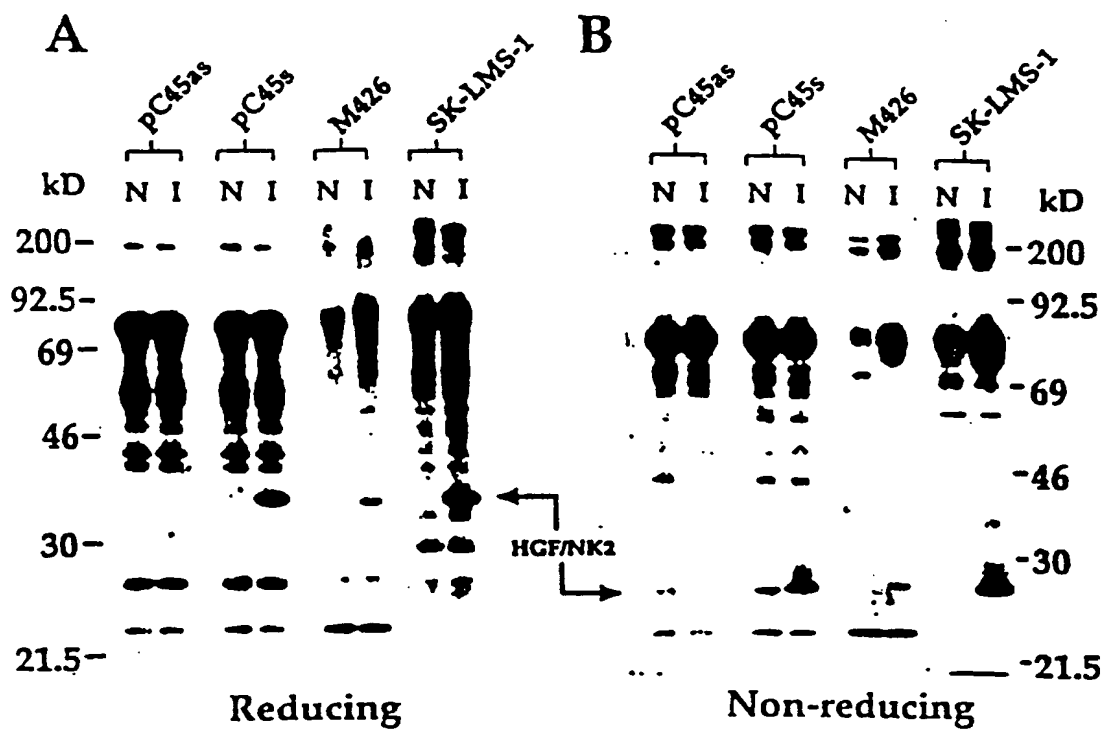 A
pC45as
pC45s
M426
SK-LMS-1
kD
N I
N I
N I
N I
200
92.5
69
46
30
21.5
Reducing
HGF/NK2
B
pC45as
pC45s
M426
SK-LMS-1
N I
N I
N I
N I
kD
200
92.5
69
46
30
21.5
Non-reducing